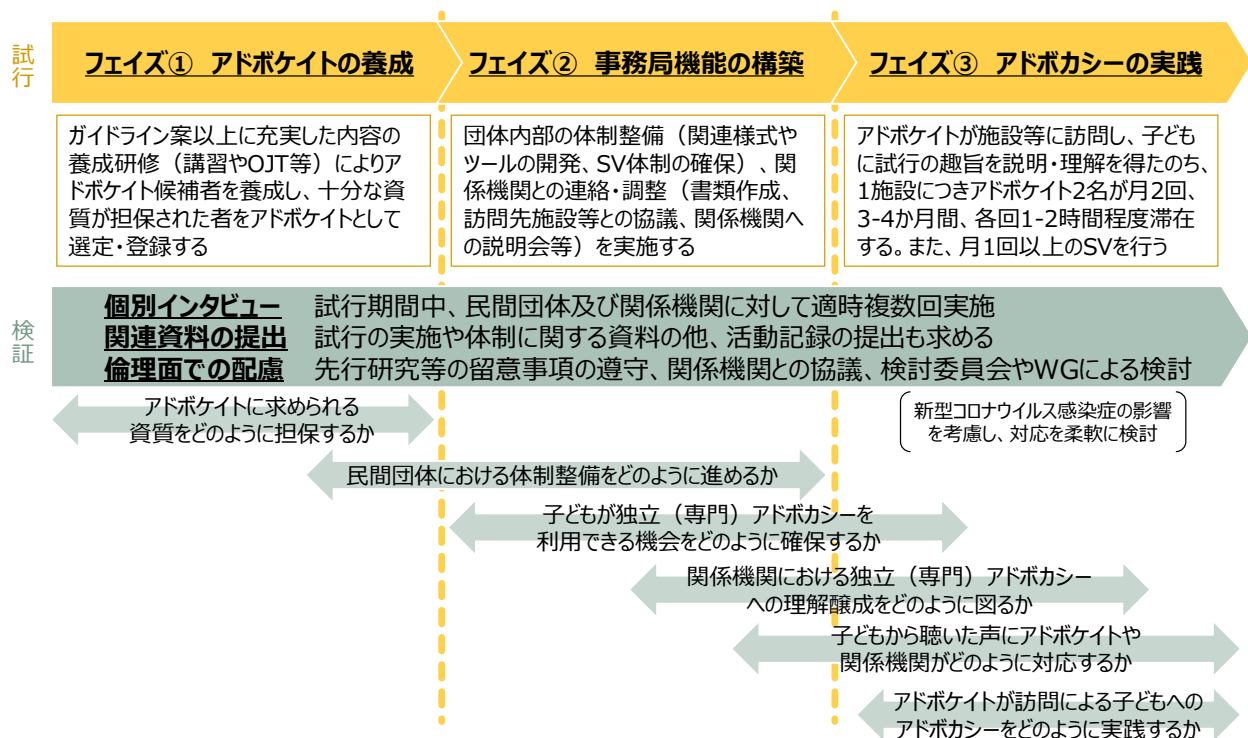 試行
フェイズ① アドボケイトの養成
フェイズ② 事務局機能の構築
フェイズ③ アドボカシーの実践
ガイドライン案以上に充実した内容の
養成研修（講習やOJT等）によりア
ドボケイト候補者を養成し、十分な資
質が担保された者をアドボケイトとして
選定・登録する
団体内部の体制整備（関連様式や
ツールの開発、SV体制の確保）、関
係機関との連絡・調整（書類作成、
訪問先施設等との協議、関係機関へ
の説明会等）を実施する
アドボケイトが施設等に訪問し、子ども
に試行の趣旨を説明・理解を得たのち、
1施設につきアドボケイト2名が月2回、
3-4か月間、各回1-2時間程度滞在
する。また、月1回以上のSVを行う
検証
個別インタビュー 試行期間中、民間団体及び関係機関に対して適時複数回実施
関連資料の提出 試行の実施や体制に関する資料の他、活動記録の提出も求める
倫理面での配慮 先行研究等の留意事項の遵守、関係機関との協議、検討委員会やWGによる検討
アドボケイトに求められる
資質をどのように担保するか
新型コロナウイルス感染症の影響
を考慮し、対応を柔軟に検討
民間団体における体制整備をどのように進めるか
子どもが独立（専門）アドボカシーを
利用できる機会をどのように確保するか
関係機関における独立（専門）アドボカシー
への理解醸成をどのように図るか
子どもから聴いた声にアドボケイトや
関係機関がどのように対応するか
アドボケイトが訪問による子どもへの
アドボカシーをどのように実践するか